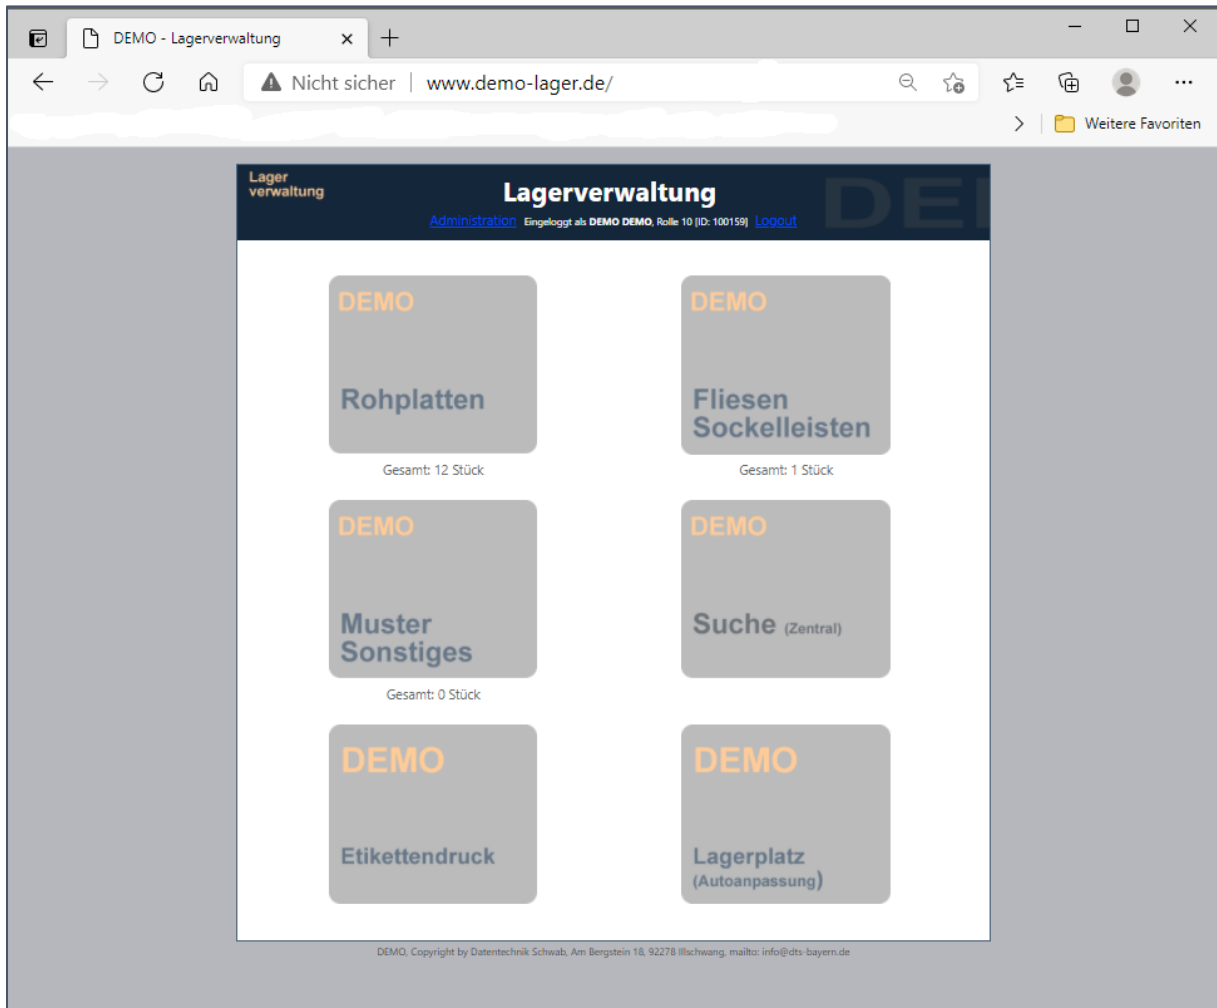 DEMO - Lagerverwaltung
Nicht sicher | www.demo-lager.de/
Weitere Favoriten
Lager
verwaltung
Lagerverwaltung
DE
Administration Eingeloggt als DEMO DEMO, Rolle 10 [ID: 100159] Logout
DEMO
Rohplatten
Gesamt: 12 Stück
DEMO
Fliesen
Sockelleisten
Gesamt: 1 Stück
DEMO
Muster
Sonstiges
Gesamt: 0 Stück
DEMO
Suche (Zentral)
DEMO
Etikettendruck
DEMO
Lagerplatz
(Autoanpassung)
DEMO, Copyright by Datentechnik Schwab, Am Bergstein 18, 92278 Illschwang, mailto: info@dts-bayern.de